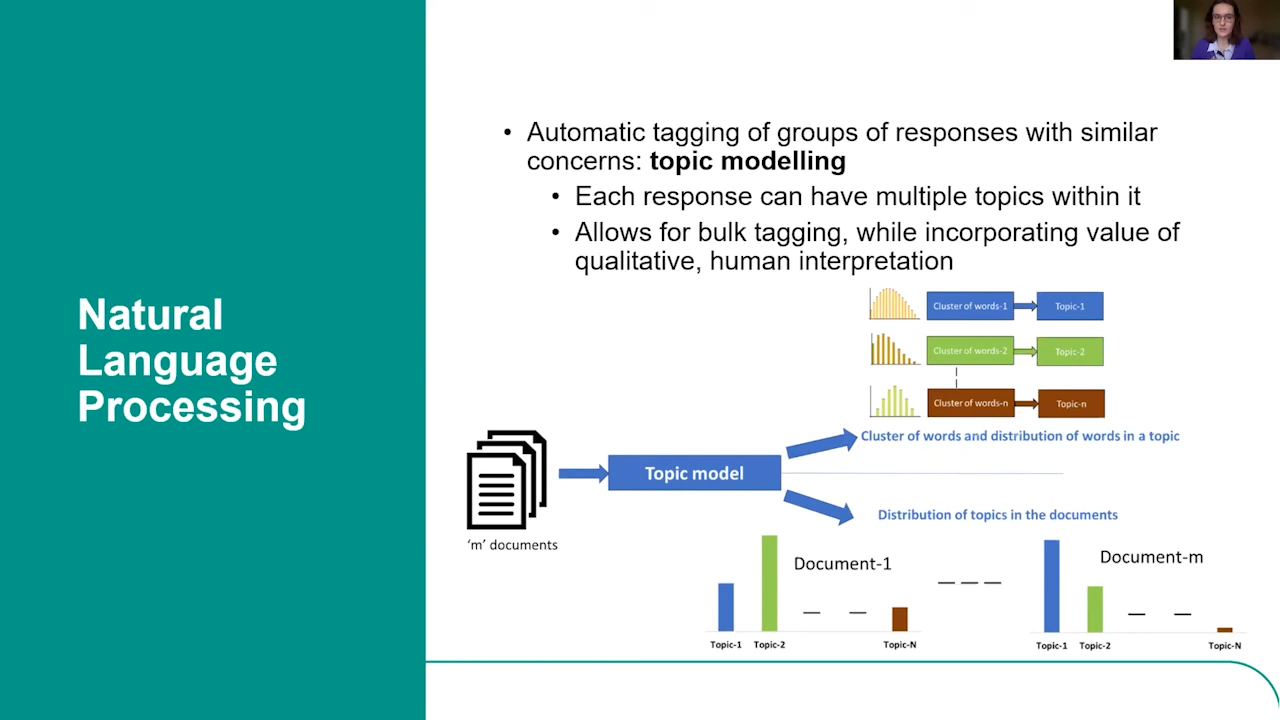 Natural
Language
Processing
• Automatic tagging of groups of responses with similar
concerns: topic modelling
• Each response can have multiple topics within it
• Allows for bulk tagging, while incorporating value of
qualitative, human interpretation
Cluster of words-1
Topic-1
Cluster of words-2
Topic-2
Cluster of words-n
Topic-n
Cluster of words and distribution of words in a topic
Topic model
'm' documents
Distribution of topics in the documents
Document-1
Topic-1
Topic-2
Topic-N
Document-m
Topic-1
Topic-2
Topic-N